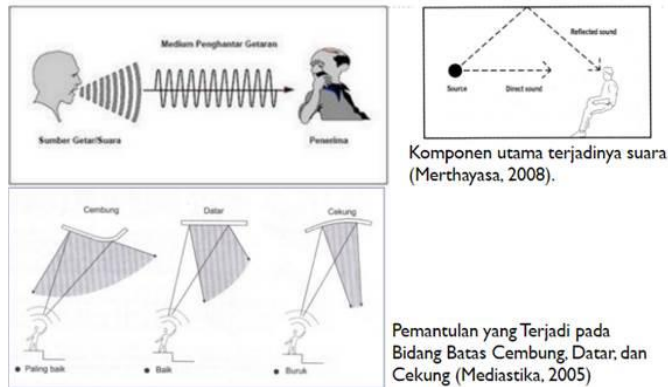 Medium Penghantar Getaran
Sumber Getar/Suara
Penerima
Reflected sound
Source
Direct sound
Komponen utama terjadinya suara
(Merthayasa, 2008).
Cembung
Datar
Cekung
Paling baik
Baik
Buruk
Pemantulan yang Terjadi pada
Bidang Batas Cembung, Datar, dan
Cekung (Mediastika, 2005)